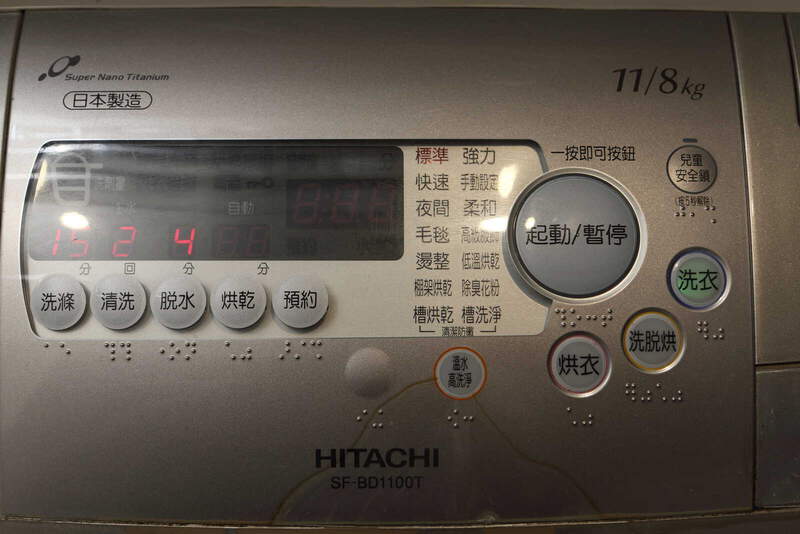 Super Nano Titanium
日本製造
11/8kg
標準 強力
快速 手動設定
夜間 柔和
毛毯
燙整 低溫烘乾
棚架烘乾 除臭花粉
槽烘乾 槽洗淨
一按即可按鈕
起動/暫停
兒童
安全鎖
自動
15 2 4
分 回 分 分
洗滌 清洗 脫水 烘乾 預約
洗衣
洗脫烘
烘衣
溫水
高洗淨
HITACHI
SF-BD1100T